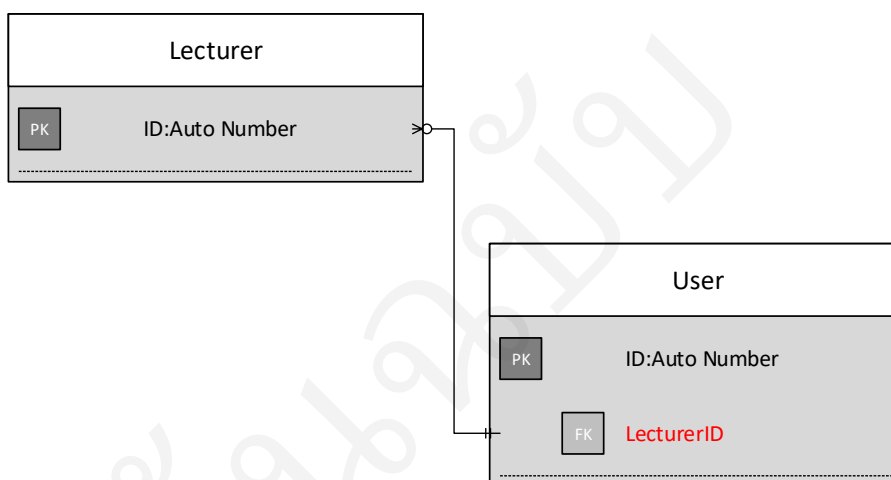 Lecturer
PK ID:Auto Number
User
PK ID:Auto Number
FK LecturerID